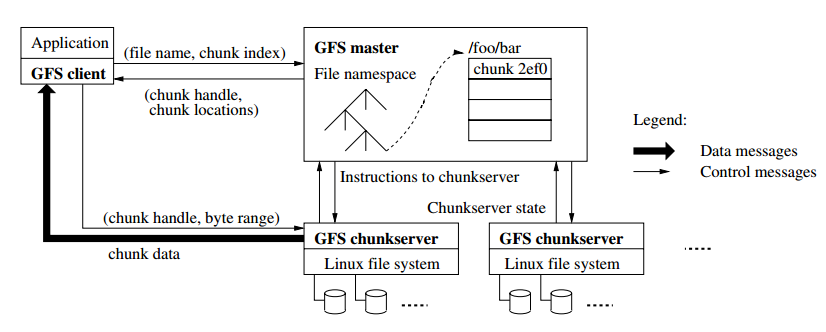 Application
GFS client
(file name, chunk index)
(chunk handle,
chunk locations)
GFS master
File namespace
/foo/bar
chunk 2ef0
Legend:
Data messages
Control messages
Instructions to chunkserver
Chunkserver state
(chunk handle, byte range)
chunk data
GFS chunkserver
Linux file system
GFS chunkserver
Linux file system